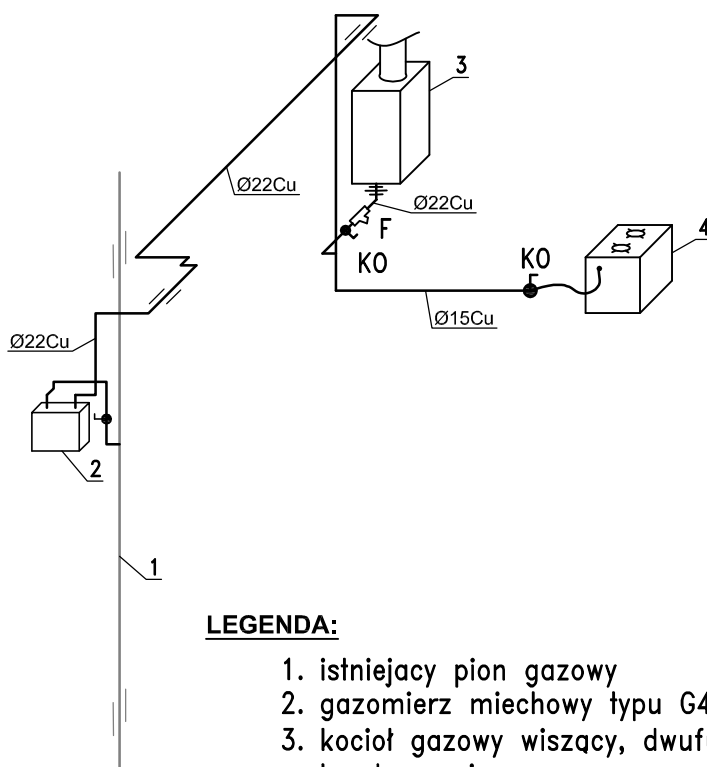 3
Ø22Cu
Ø22Cu
F
4
KO
KO
Ø15Cu
Ø22Cu
2
1
LEGENDA:
1. istniejacy pion gazowy
2. gazomierz miechowy typu G4
3. kocioł gazowy wiszący, dwuf